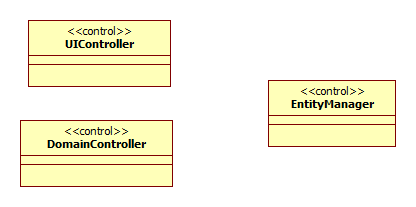 <<control>>
UIController
<<control>>
EntityManager
<<control>>
DomainController